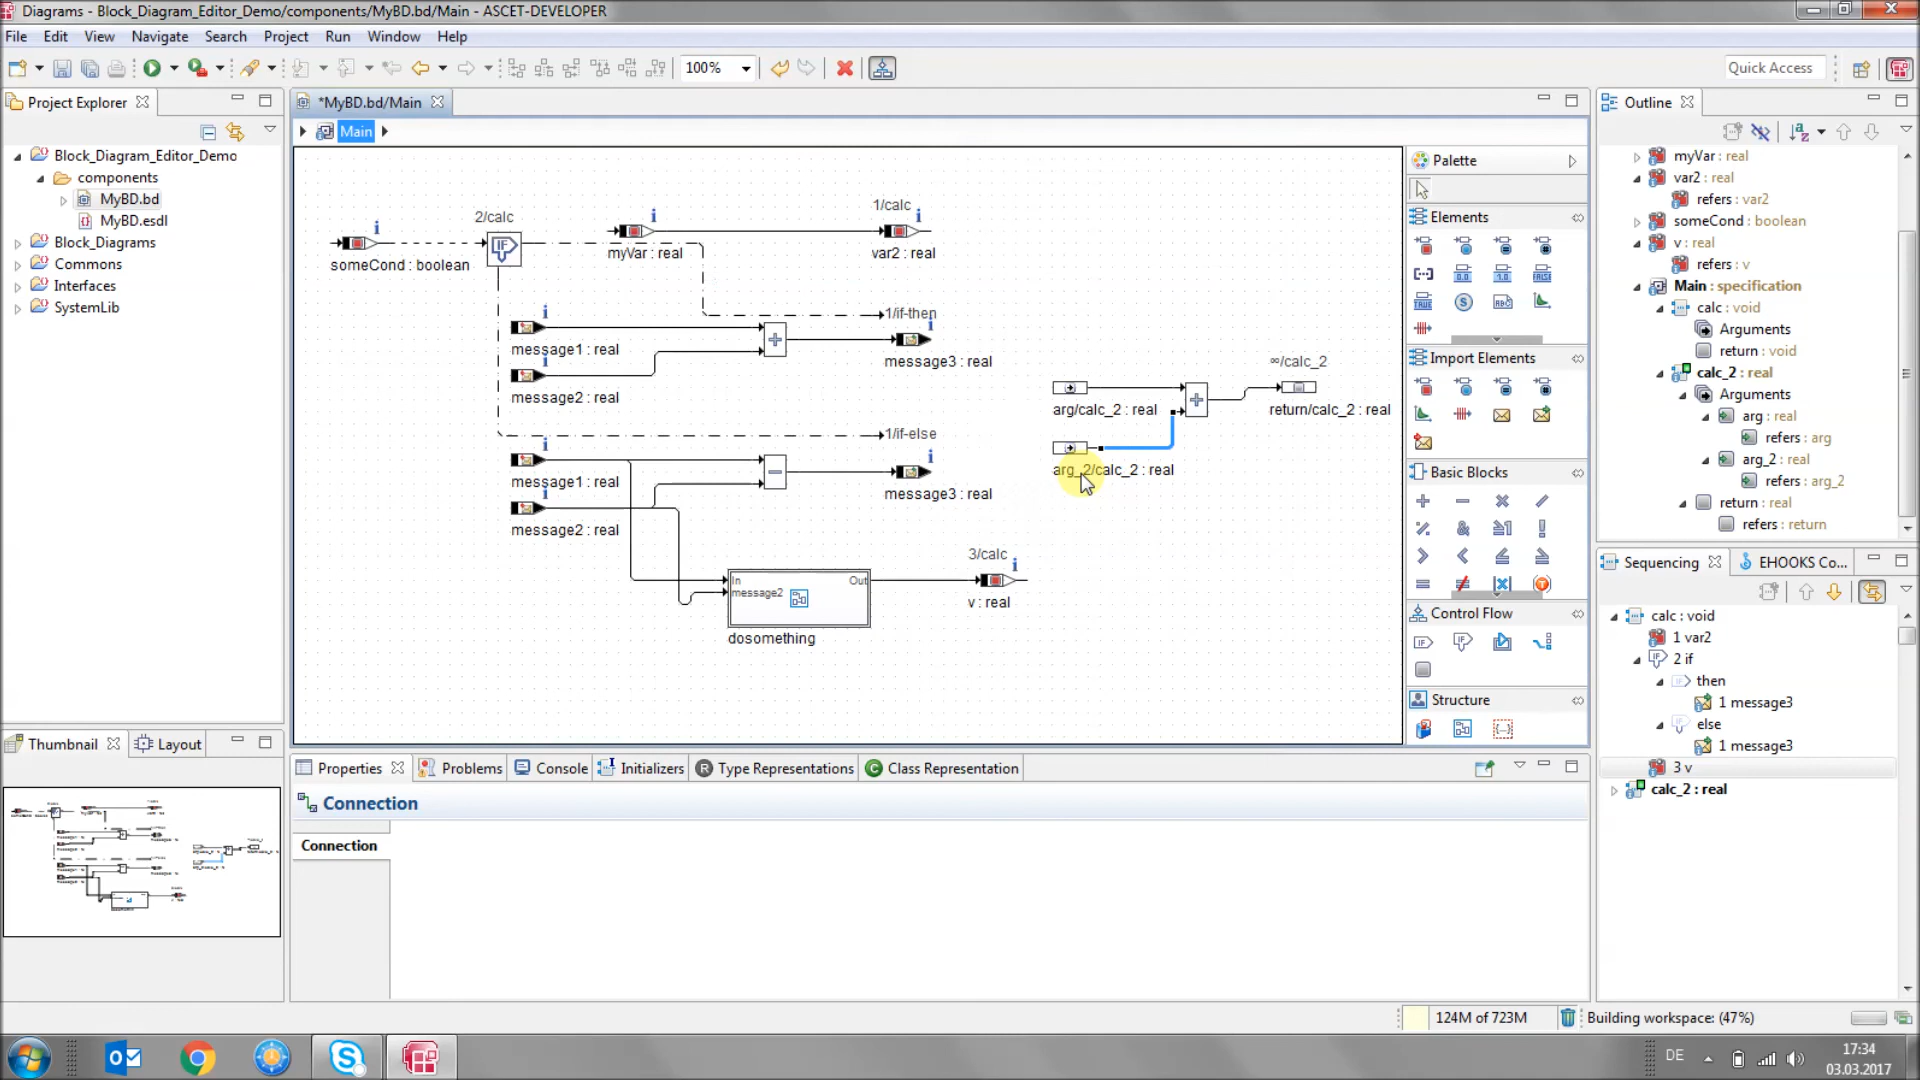 Diagrams - Block_Diagram_Editor_Demo/components/MyBD.bd/Main - ASCET-DEVELOPER
File Edit View Navigate Search Project Run Window Help
100%
Quick Access
Project Explorer
Block_Diagram_Editor_Demo
components
MyBD.bd
MyBD.esdl
Block_Diagrams
Commons
Interfaces
SystemLib
*MyBD.bd/Main
Main
1/calc
2/calc
someCond : boolean
IF
myVar : real
var2 : real
1/if-then
message1 : real
message3 : real
message2 : real
1/if-else
message1 : real
message3 : real
message2 : real
∞/calc_2
arg/calc_2 : real
return/calc_2 : real
arg_2/calc_2 : real
3/calc
In
Out
message2
v : real
dosomething
Palette
Elements
Import Elements
Basic Blocks
Control Flow
Structure
Outline
myVar : real
var2 : real
refers : var2
someCond : boolean
v : real
refers : v
Main : specification
calc : void
Arguments
return : void
calc_2 : real
Arguments
arg : real
refers : arg
arg_2 : real
refers : arg_2
return : real
refers : return
Sequencing
EHOOKS Co...
calc : void
1 var2
2 if
then
1 message3
else
1 message3
3 v
calc_2 : real
Thumbnail
Layout
Properties
Problems
Console
Initializers
Type Representations
Class Representation
Connection
Connection
124M of 723M
Building workspace: (47%)
DE
17:34
03.03.2017